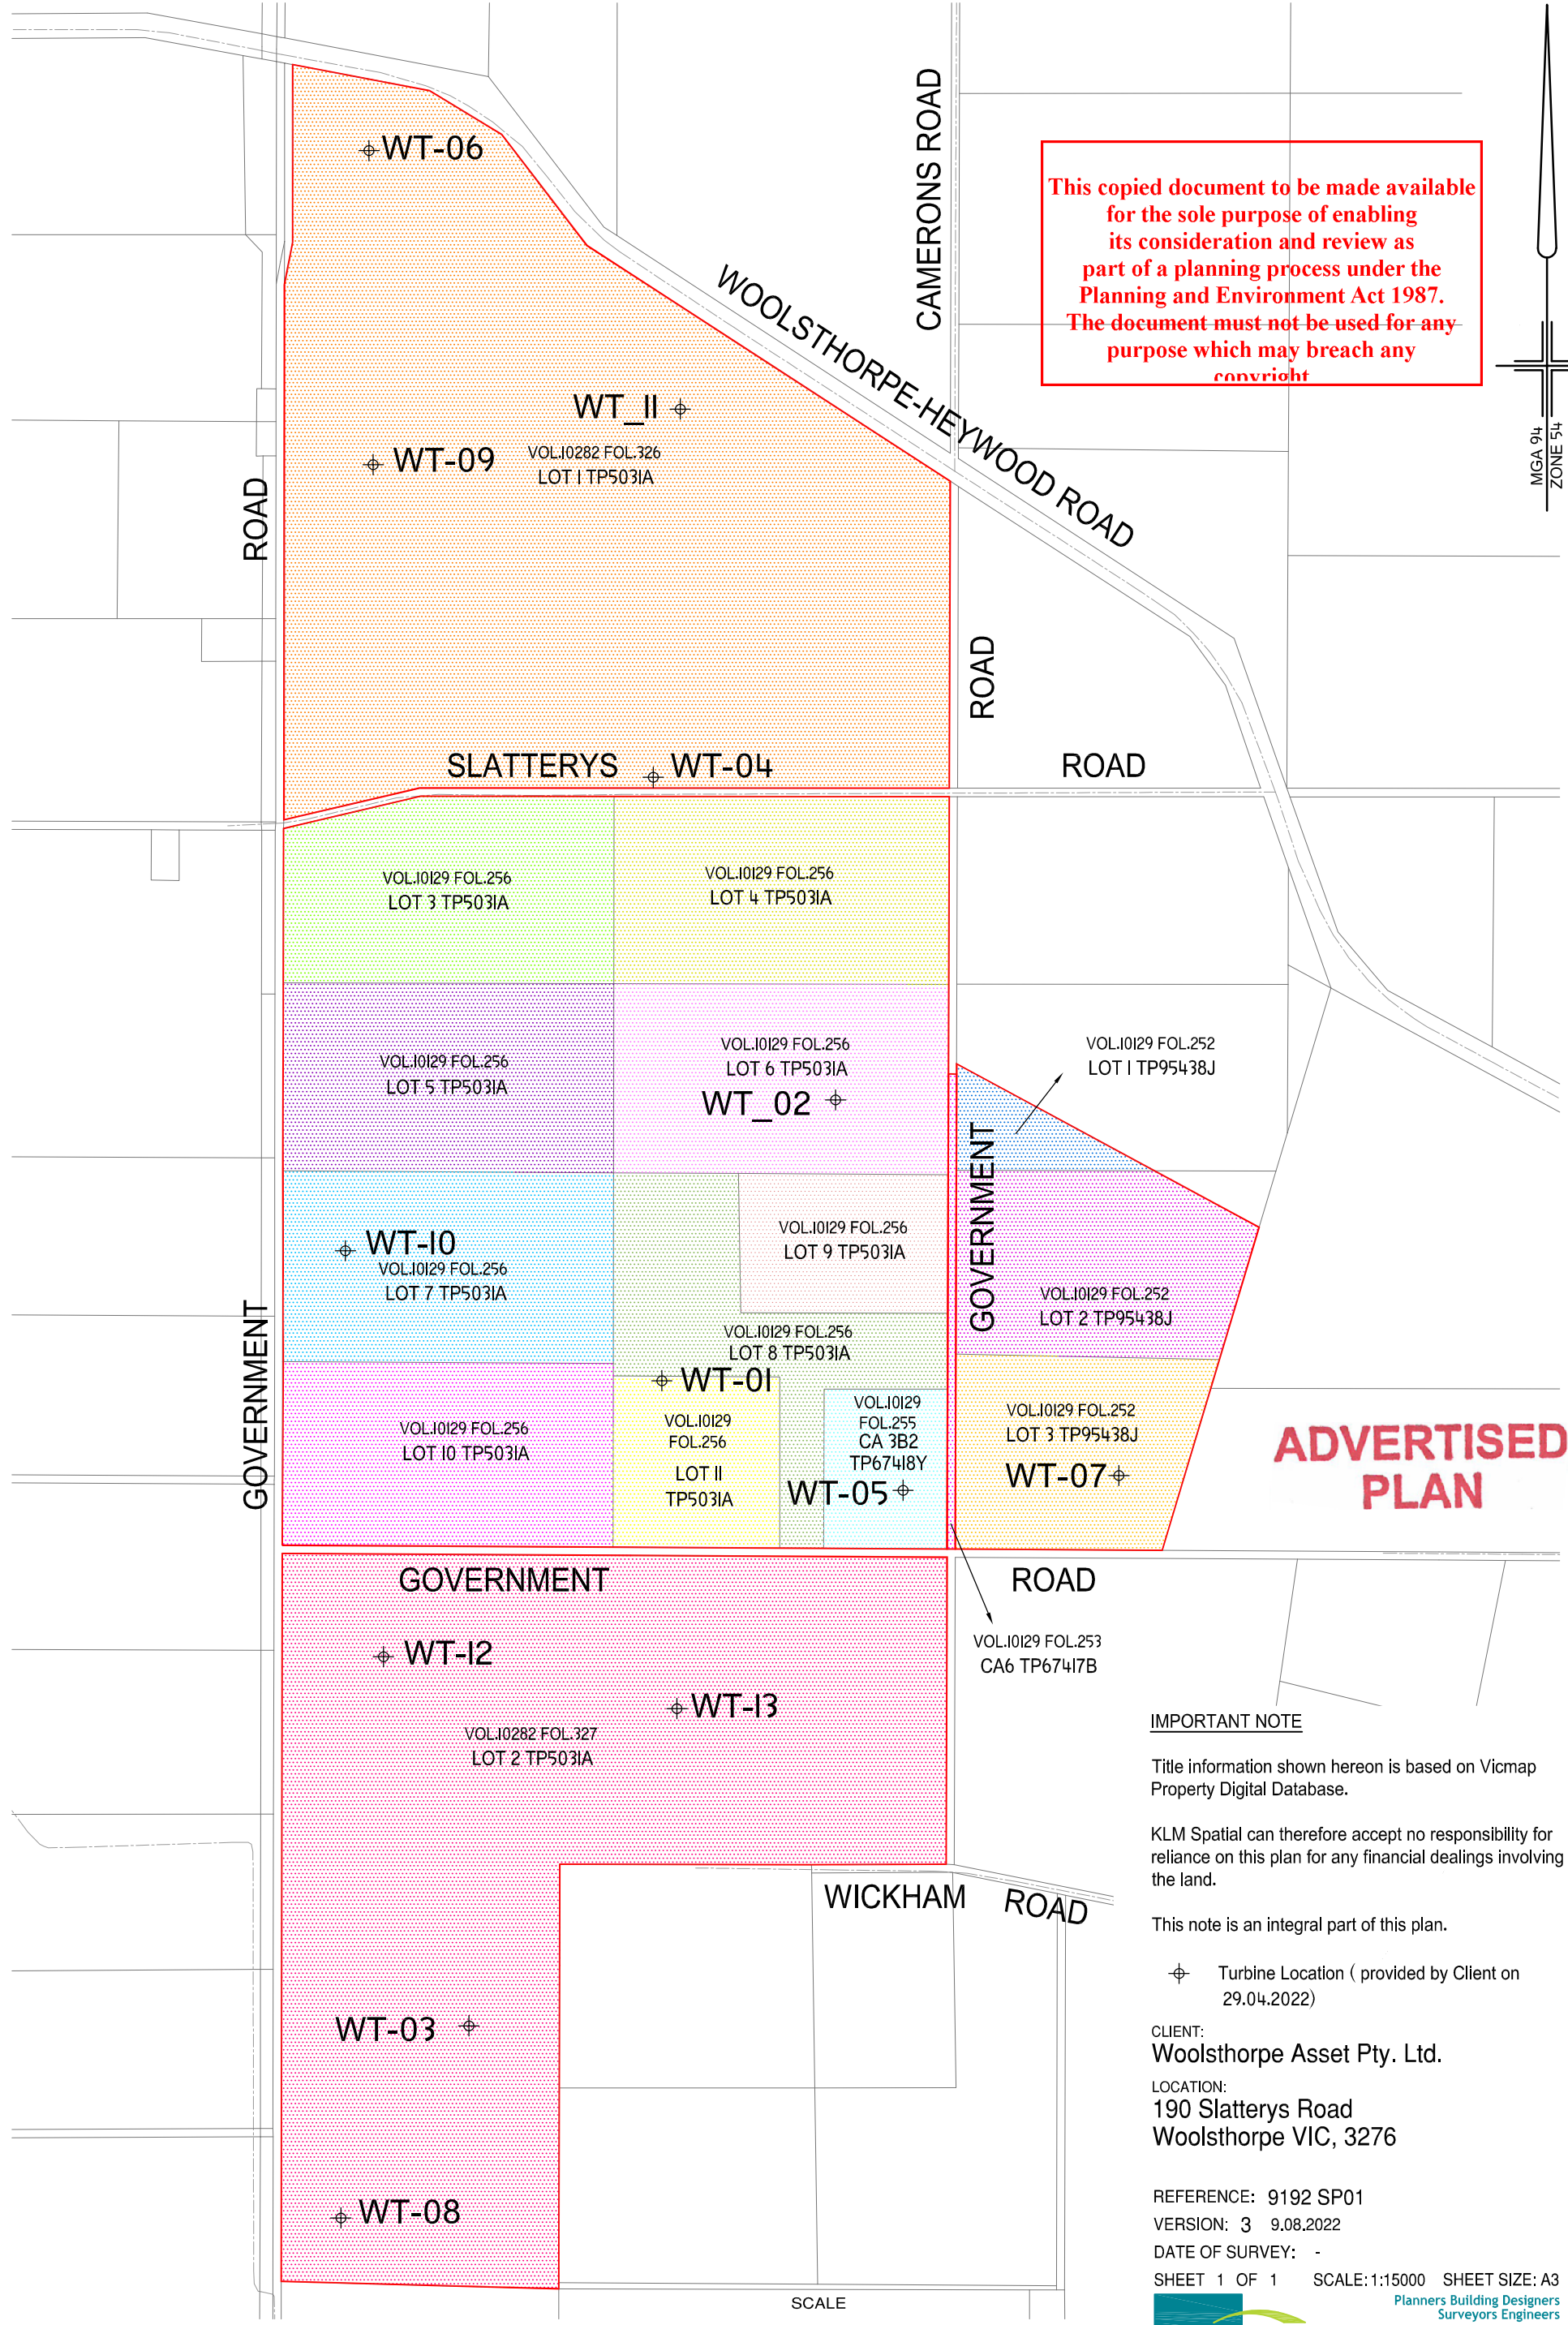 WT-06
CAMERONS ROAD
This copied document to be made available
for the sole purpose of enabling
its consideration and review as
part of a planning process under the
Planning and Environment Act 1987.
The document must not be used for any
purpose which may breach any
copyright
MGA 94
ZONE 54
WOOLSTHORPE-HEYWOOD ROAD
WT_11
WT-09
VOL.10282 FOL.326
LOT 1 TP5031A
ROAD
ROAD
SLATTERYS
WT-04
ROAD
VOL.10129 FOL.256
LOT 3 TP5031A
VOL.10129 FOL.256
LOT 4 TP5031A
VOL.10129 FOL.256
LOT 5 TP5031A
VOL.10129 FOL.256
LOT 6 TP5031A
WT_02
VOL.10129 FOL.252
LOT 1 TP95438J
GOVERNMENT
WT-10
VOL.10129 FOL.256
LOT 7 TP5031A
VOL.10129 FOL.256
LOT 9 TP5031A
VOL.10129 FOL.252
LOT 2 TP95438J
GOVERNMENT
VOL.10129 FOL.256
LOT 8 TP5031A
WT-01
VOL.10129 FOL.256
LOT 10 TP5031A
VOL.10129
FOL.256
LOT 11
TP5031A
VOL.10129
FOL.255
CA 3B2
TP67418Y
WT-05
VOL.10129 FOL.252
LOT 3 TP95438J
WT-07
ADVERTISED
PLAN
GOVERNMENT
ROAD
VOL.10129 FOL.253
CA6 TP67417B
WT-12
WT-13
VOL.10282 FOL.327
LOT 2 TP5031A
WICKHAM
ROAD
WT-03
WT-08
IMPORTANT NOTE
Title information shown hereon is based on Vicmap
Property Digital Database.
KLM Spatial can therefore accept no responsibility for
reliance on this plan for any financial dealings involving
the land.
This note is an integral part of this plan.
Turbine Location ( provided by Client on
29.04.2022)
CLIENT:
Woolsthorpe Asset Pty. Ltd.
LOCATION:
190 Slatterys Road
Woolsthorpe VIC, 3276
REFERENCE: 9192 SP01
VERSION: 3 9.08.2022
DATE OF SURVEY: -
SHEET 1 OF 1 SCALE: 1:15000 SHEET SIZE: A3
SCALE
Planners Building Designers
Surveyors Engineers